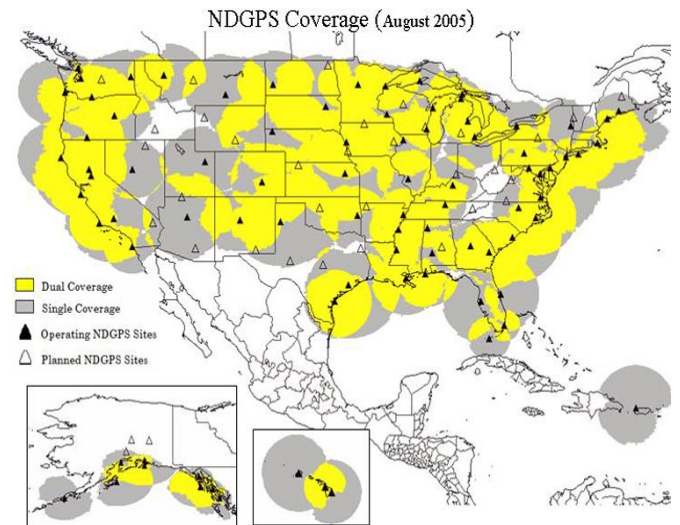 NDGPS Coverage (August 2005)
Dual Coverage
Single Coverage
Operating NDGPS Sites
Planned NDGPS Sites